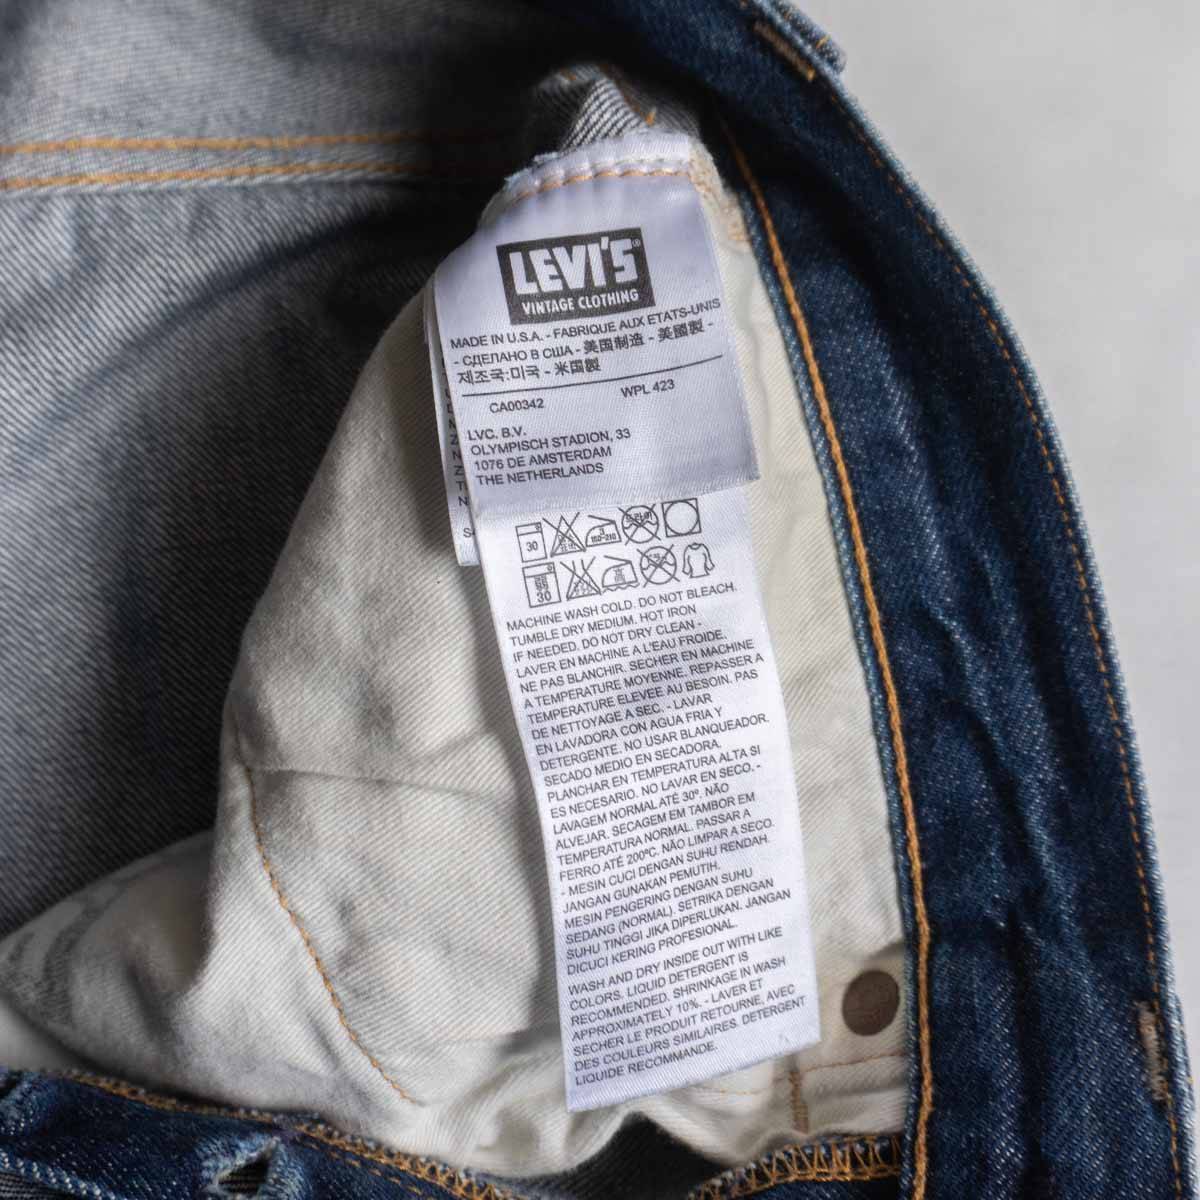 LEVI'S®
VINTAGE CLOTHING
MADE IN U.S.A. - FABRIQUE AUX ETATS-UNIS
- СДЕЛАНО В США - 美国制造 - 美國製 -
제조국:미국 - 米国製
CA00342 WPL 423
LVC. B.V.
OLYMPISCH STADION, 33
1076 DE AMSTERDAM
THE NETHERLANDS
30
3
150-210
30
MACHINE WASH COLD. DO NOT BLEACH.
TUMBLE DRY MEDIUM. HOT IRON
IF NEEDED. DO NOT DRY CLEAN -
LAVER EN MACHINE A L'EAU FROIDE.
NE PAS BLANCHIR. SECHER EN MACHINE
A TEMPERATURE MOYENNE. REPASSER A
TEMPERATURE ELEVEE AU BESOIN. PAS
DE NETTOYAGE A SEC. - LAVAR
EN LAVADORA CON AGUA FRIA Y
DETERGENTE. NO USAR BLANQUEADOR.
SECADO MEDIO EN SECADORA.
PLANCHAR EN TEMPERATURA ALTA SI
ES NECESARIO. NO LAVAR EN SECO. -
LAVAGEM NORMAL ATÉ 30º. NÃO
ALVEJAR. SECAGEM EM TAMBOR EM
TEMPERATURA NORMAL. PASSAR A
FERRO ATÉ 200ºC. NÃO LIMPAR A SECO.
- MESIN CUCI DENGAN SUHU RENDAH.
JANGAN GUNAKAN PEMUTIH.
MESIN PENGERING DENGAN SUHU
SEDANG (NORMAL). SETRIKA DENGAN
SUHU TINGGI JIKA DIPERLUKAN. JANGAN
DICUCI KERING PROFESIONAL.
WASH AND DRY INSIDE OUT WITH LIKE
COLORS. LIQUID DETERGENT IS
RECOMMENDED. SHRINKAGE IN WASH
APPROXIMATELY 10%. - LAVER ET
SECHER LE PRODUIT RETOURNE, AVEC
DES COULEURS SIMILAIRES. DETERGENT
LIQUIDE RECOMMANDE.